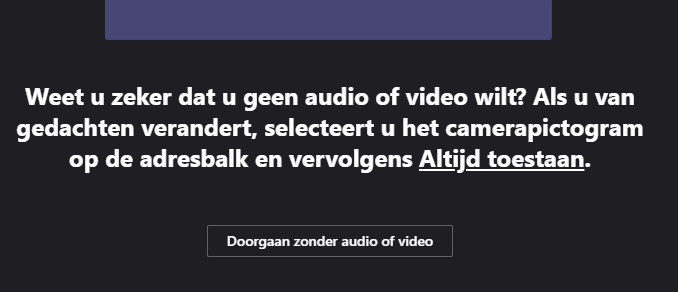 Weet u zeker dat u geen audio of video wilt? Als u van
gedachten verandert, selecteert u het camerapictogram
op de adresbalk en vervolgens Altijd toestaan.
Doorgaan zonder audio of video